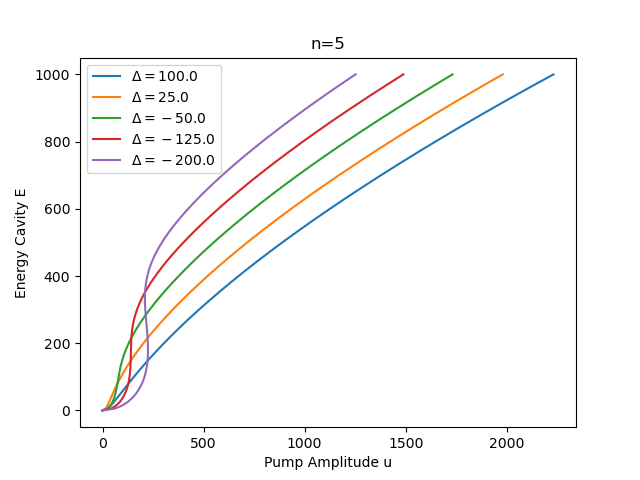 n=5
Δ = 100.0
Δ = 25.0
Δ = −50.0
Δ = −125.0
Δ = −200.0
Energy Cavity E
1000
800
600
400
200
0
0 500 1000 1500 2000
Pump Amplitude u